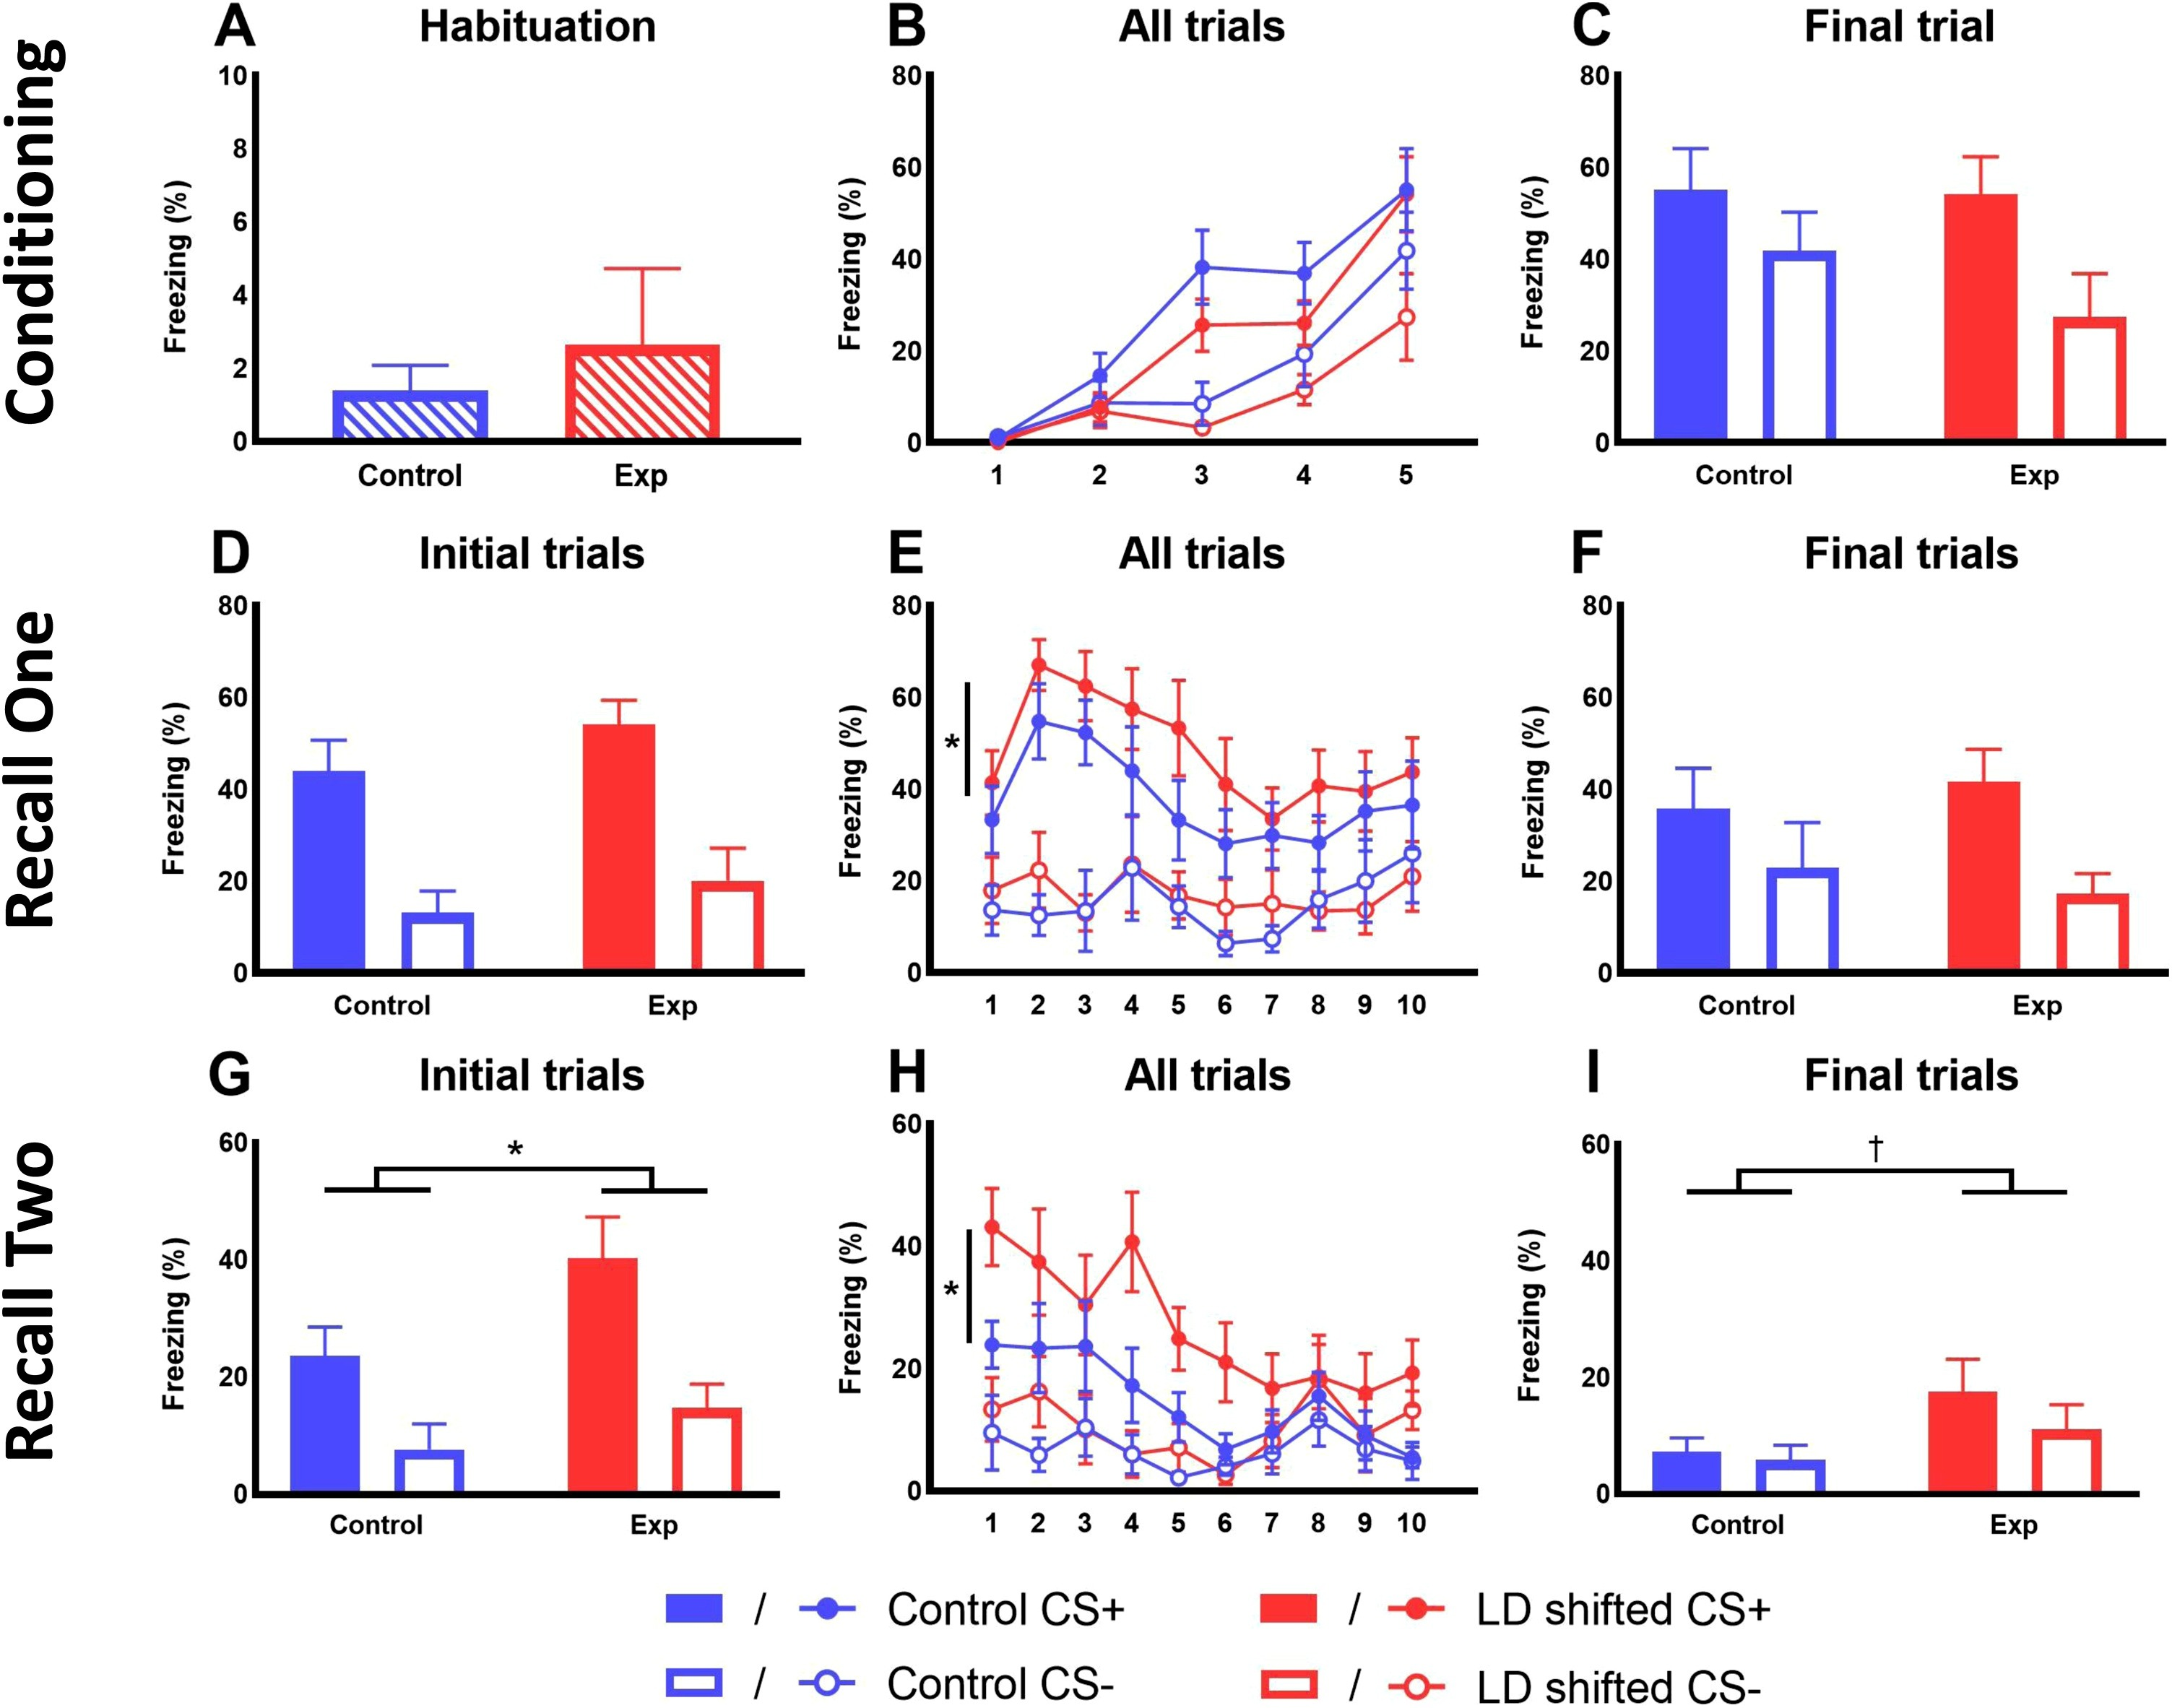 Conditioning
A Habituation
Freezing (%)
10
8
6
4
2
0
Control Exp
B All trials
Freezing (%)
80
60
40
20
0
1 2 3 4 5
C Final trial
Freezing (%)
80
60
40
20
0
Control Exp
Recall One
D Initial trials
Freezing (%)
80
60
40
20
0
Control Exp
E All trials
Freezing (%)
80
60
40
20
0
*
1 2 3 4 5 6 7 8 9 10
F Final trials
Freezing (%)
80
60
40
20
0
Control Exp
Recall Two
G Initial trials
Freezing (%)
60
40
20
0
*
Control Exp
H All trials
Freezing (%)
60
40
20
0
*
1 2 3 4 5 6 7 8 9 10
I Final trials
Freezing (%)
60
40
20
0
†
Control Exp
/ Control CS+
/ LD shifted CS+
/ Control CS-
/ LD shifted CS-